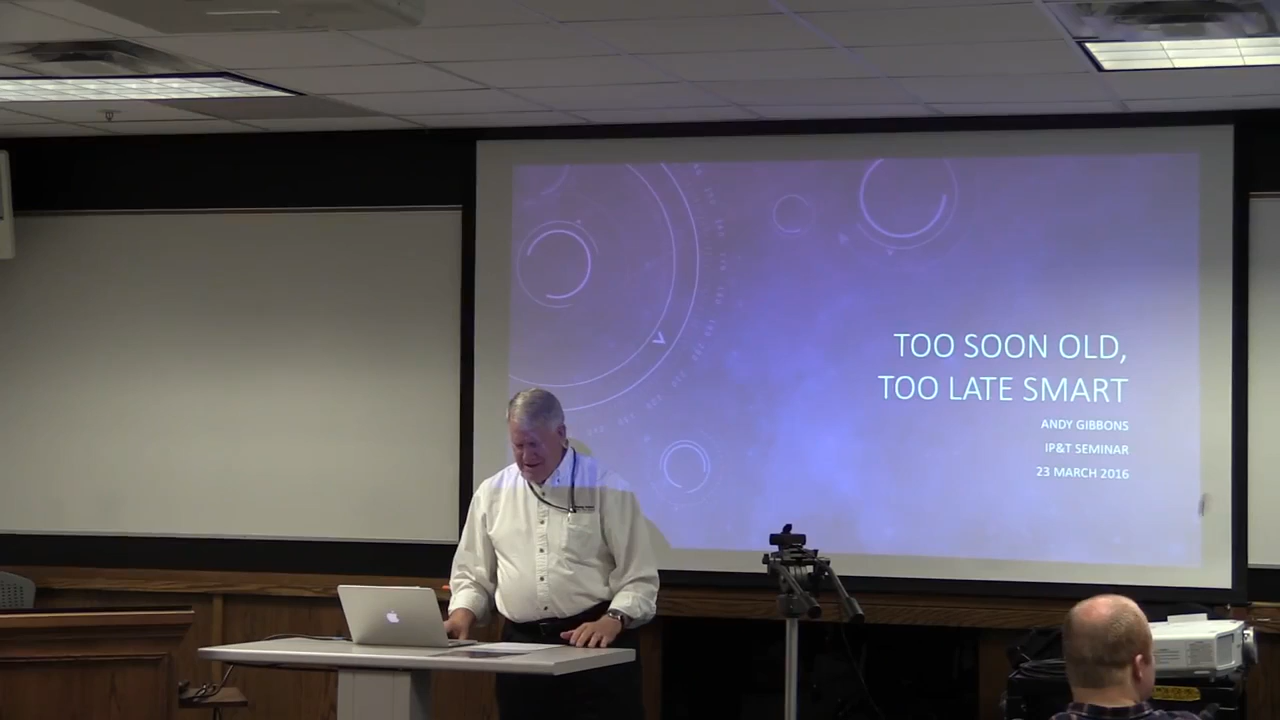 TOO SOON OLD,
TOO LATE SMART
ANDY GIBBONS
IP&T SEMINAR
23 MARCH 2016